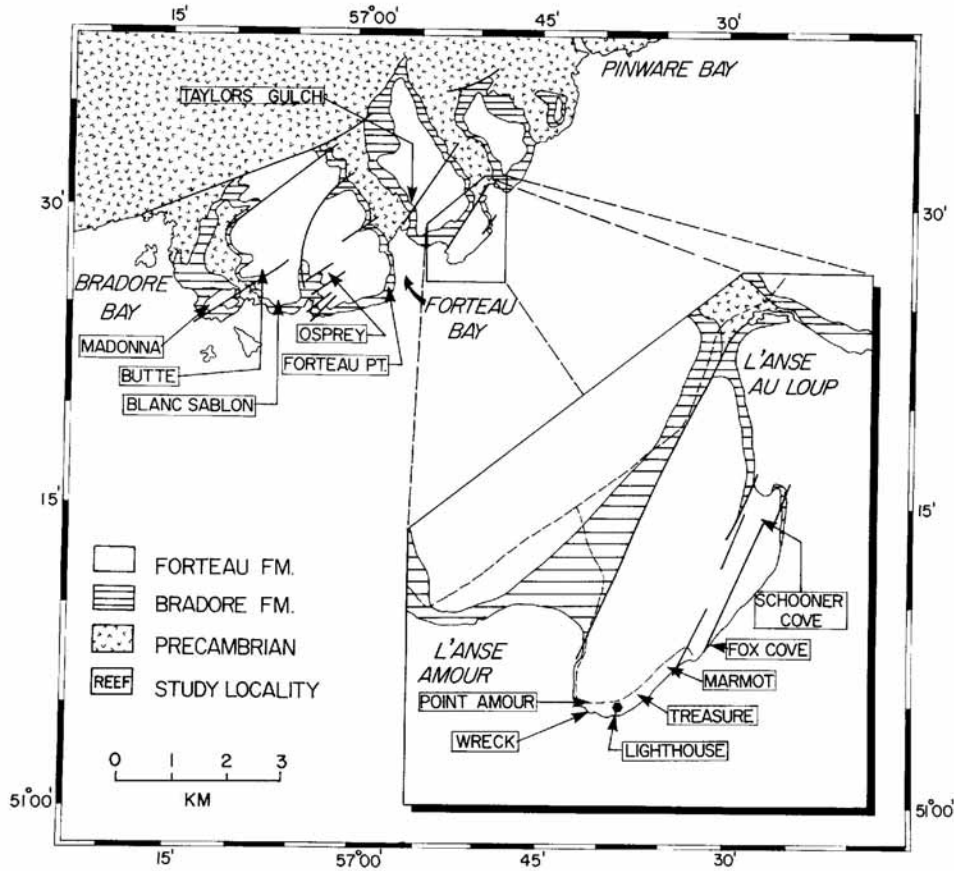 15'
57°00'
45'
30'
PINWARE BAY
TAYLORS GULCH
30'
30'
BRADORE
BAY
FORTEAU
BAY
MADONNA
OSPREY
BUTTE
FORTEAU PT.
BLANC SABLON
L'ANSE
AU LOUP
15'
15'
FORTEAU FM.
BRADORE FM.
PRECAMBRIAN
REEF STUDY LOCALITY
SCHOONER
COVE
L'ANSE
AMOUR
FOX COVE
MARMOT
POINT AMOUR
TREASURE
WRECK
LIGHTHOUSE
0 1 2 3
KM
51°00'
51°00'
15'
57°00'
45'
30'